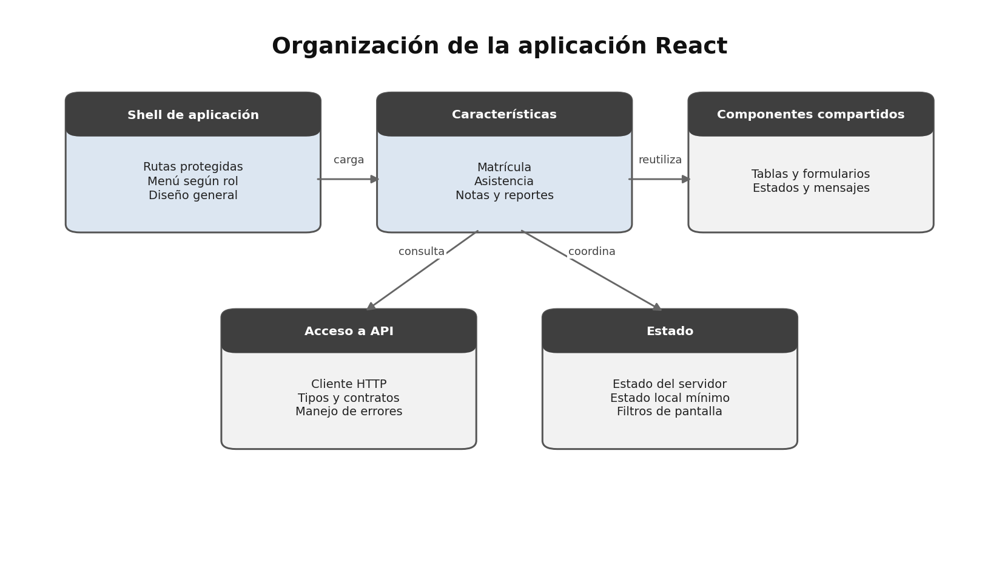 Organización de la aplicación React
Shell de aplicación
Rutas protegidas
Menú según rol
Diseño general
carga
Características
Matrícula
Asistencia
Notas y reportes
reutiliza
Componentes compartidos
Tablas y formularios
Estados y mensajes
consulta
coordina
Acceso a API
Cliente HTTP
Tipos y contratos
Manejo de errores
Estado
Estado del servidor
Estado local mínimo
Filtros de pantalla